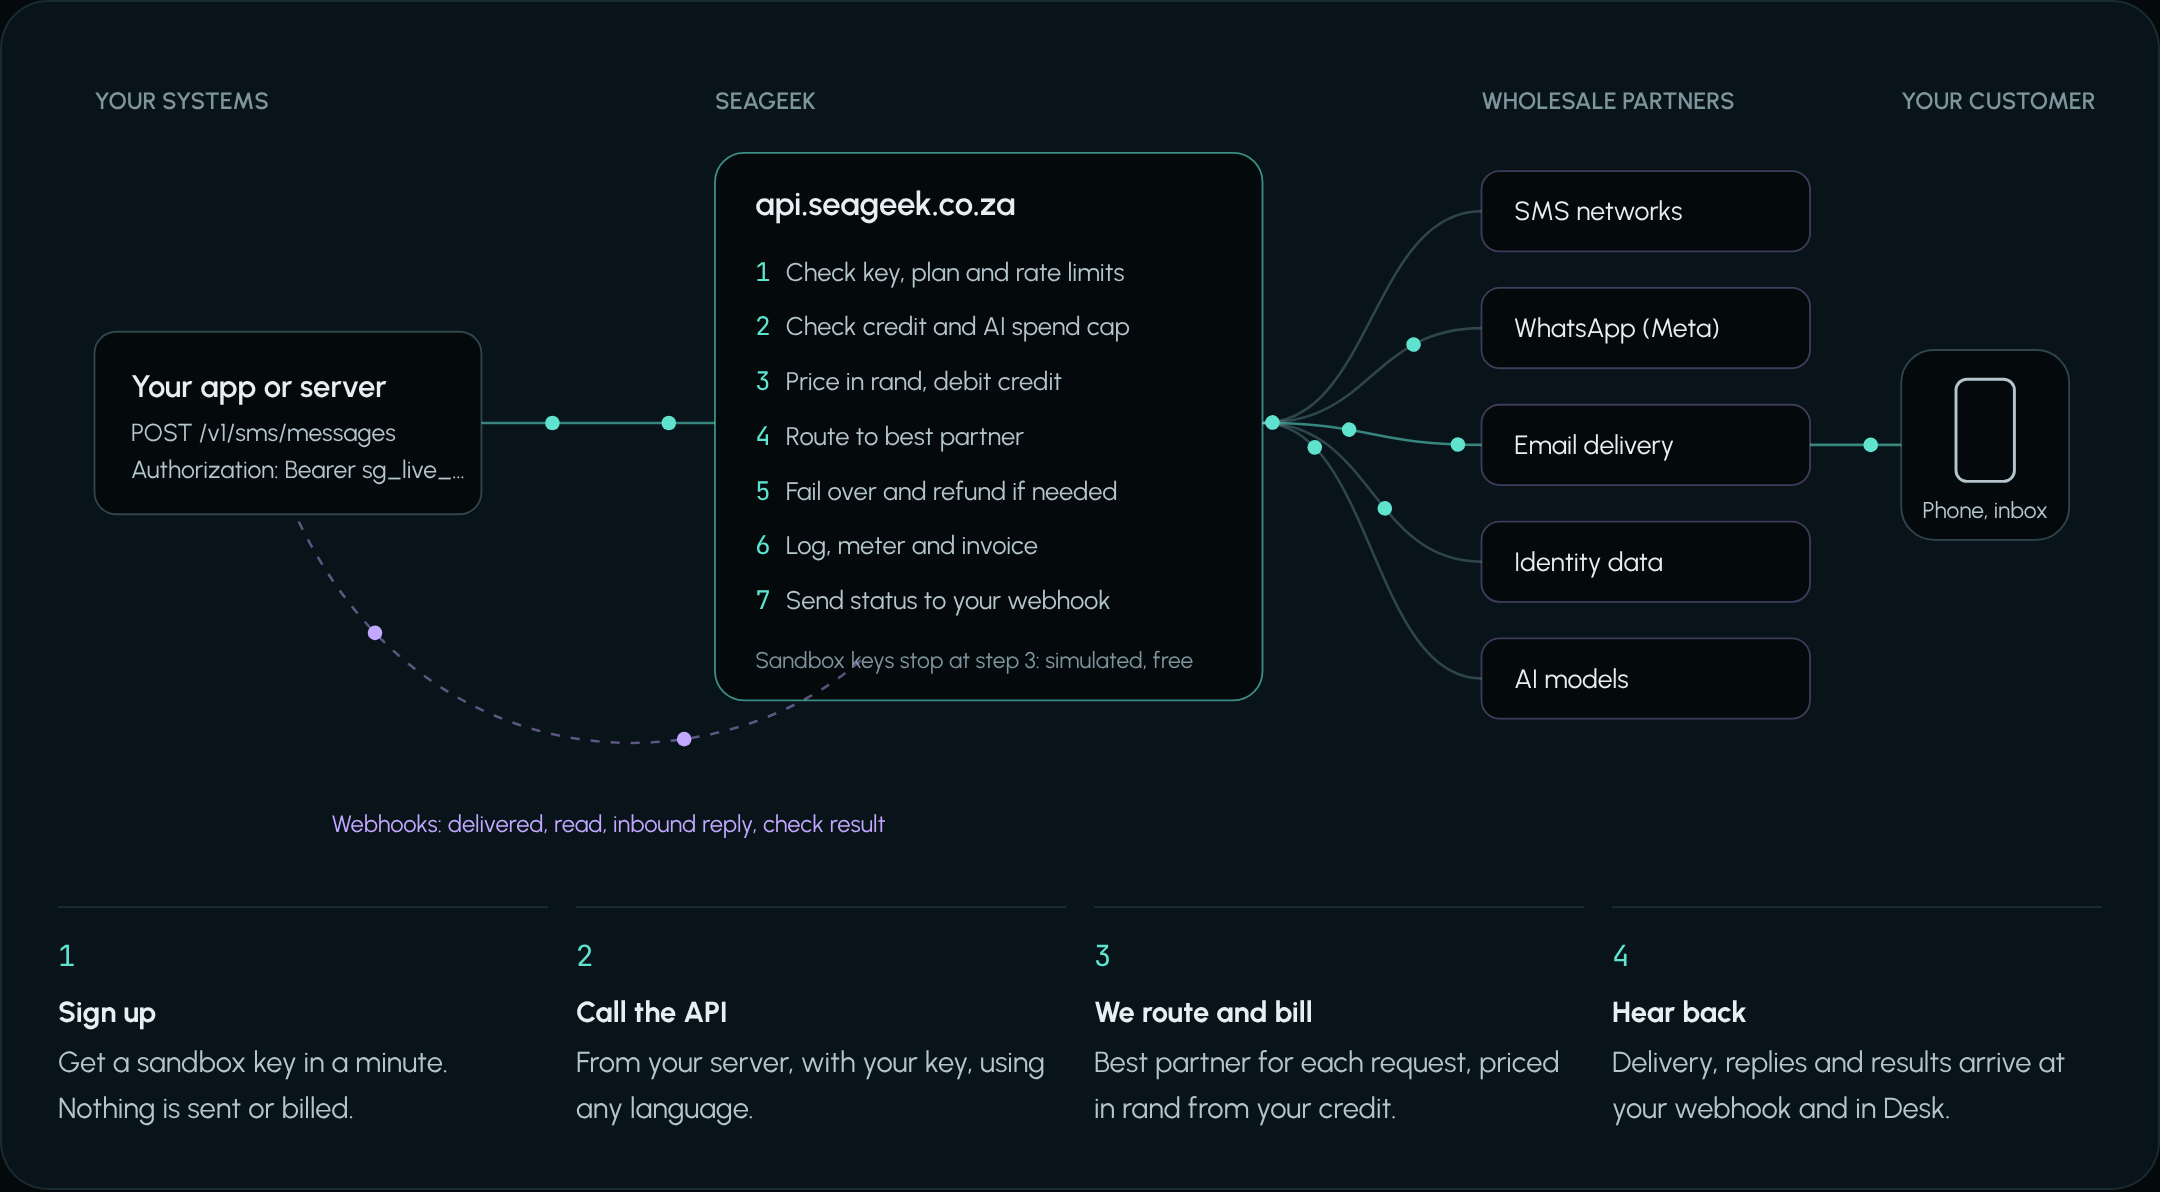 YOUR SYSTEMS
SEAGEEK
WHOLESALE PARTNERS
YOUR CUSTOMER
Your app or server
POST /v1/sms/messages
Authorization: Bearer sg_live_...
api.seageek.co.za
1 Check key, plan and rate limits
2 Check credit and AI spend cap
3 Price in rand, debit credit
4 Route to best partner
5 Fail over and refund if needed
6 Log, meter and invoice
7 Send status to your webhook
Sandbox keys stop at step 3: simulated, free
SMS networks
WhatsApp (Meta)
Email delivery
Identity data
AI models
Phone, inbox
Webhooks: delivered, read, inbound reply, check result
1
Sign up
Get a sandbox key in a minute.
Nothing is sent or billed.
2
Call the API
From your server, with your key, using
any language.
3
We route and bill
Best partner for each request, priced
in rand from your credit.
4
Hear back
Delivery, replies and results arrive at
your webhook and in Desk.